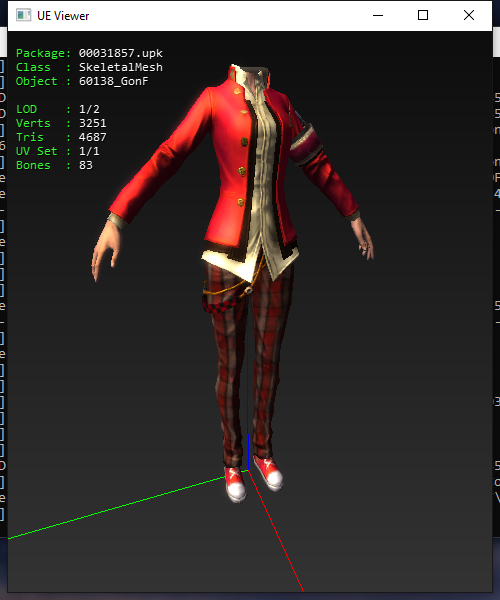 UE Viewer
Package: 00031857.upk
Class : SkeletalMesh
Object : 60138_GonF
LOD : 1/2
Verts : 3251
Tris : 4687
UV Set : 1/1
Bones : 83